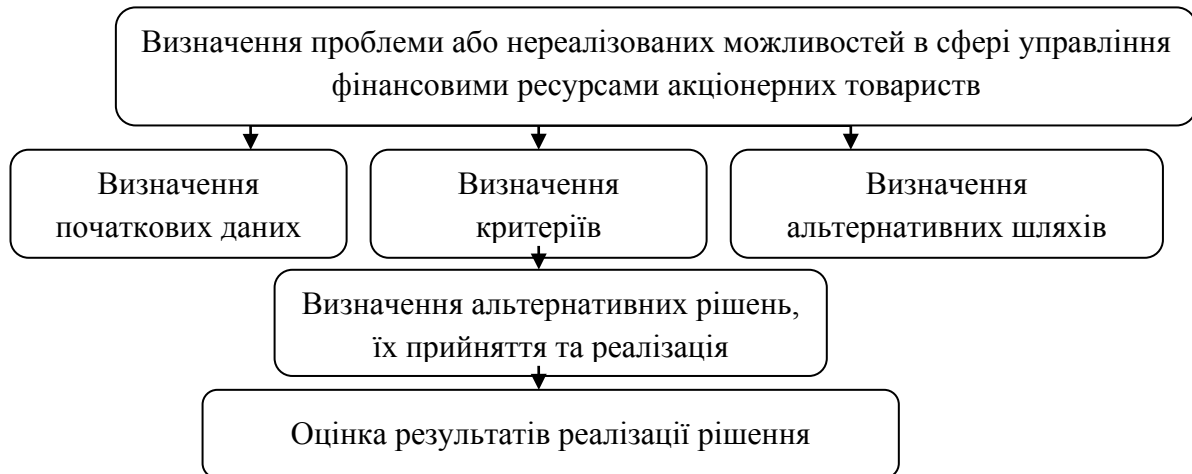 Визначення проблеми або нереалізованих можливостей в сфері управління
фінансовими ресурсами акціонерних товариств
Визначення
початкових даних
Визначення
критеріїв
Визначення
альтернативних шляхів
Визначення альтернативних рішень,
їх прийняття та реалізація
Оцінка результатів реалізації рішення